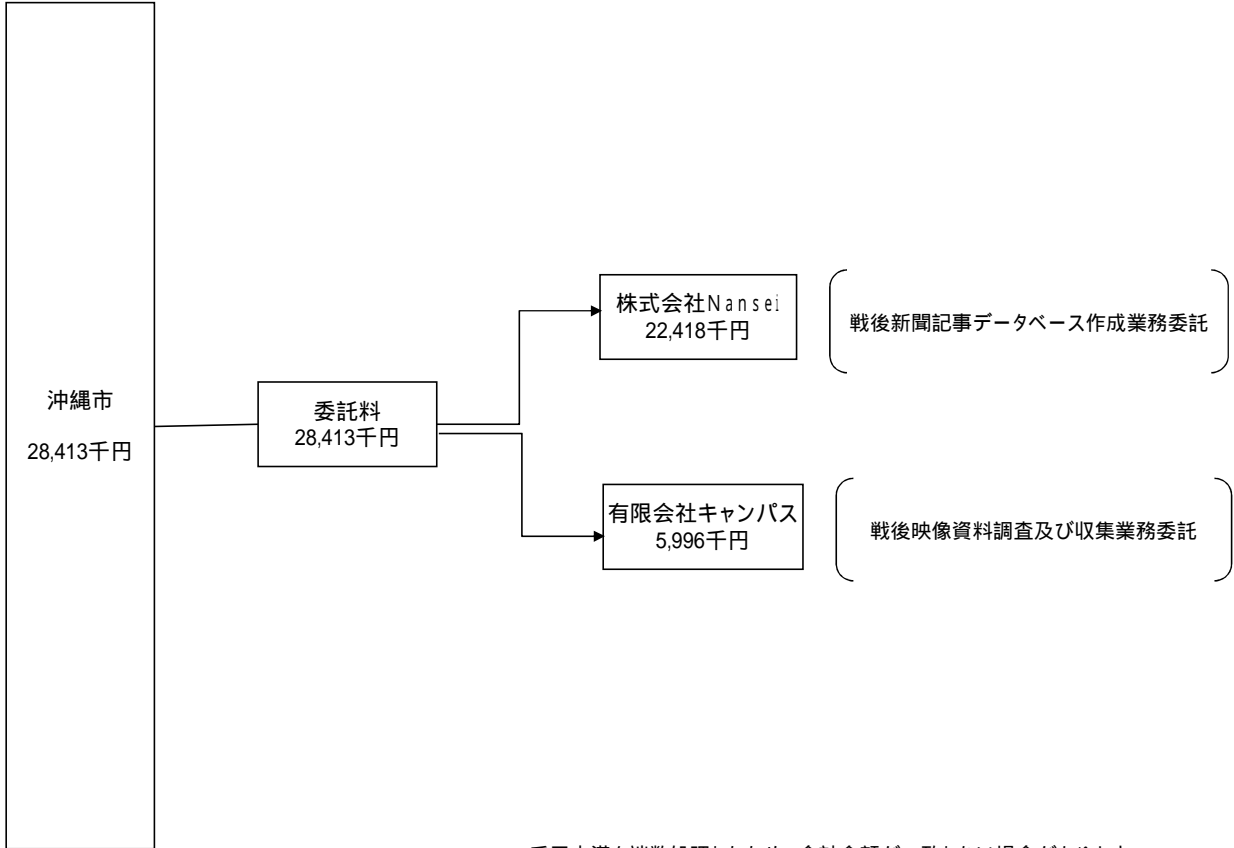 沖縄市
28,413千円
委託料
28,413千円
株式会社Nansei
22,418千円
戦後新聞記事データベース作成業務委託
有限会社キャンパス
5,996千円
戦後映像資料調査及び収集業務委託